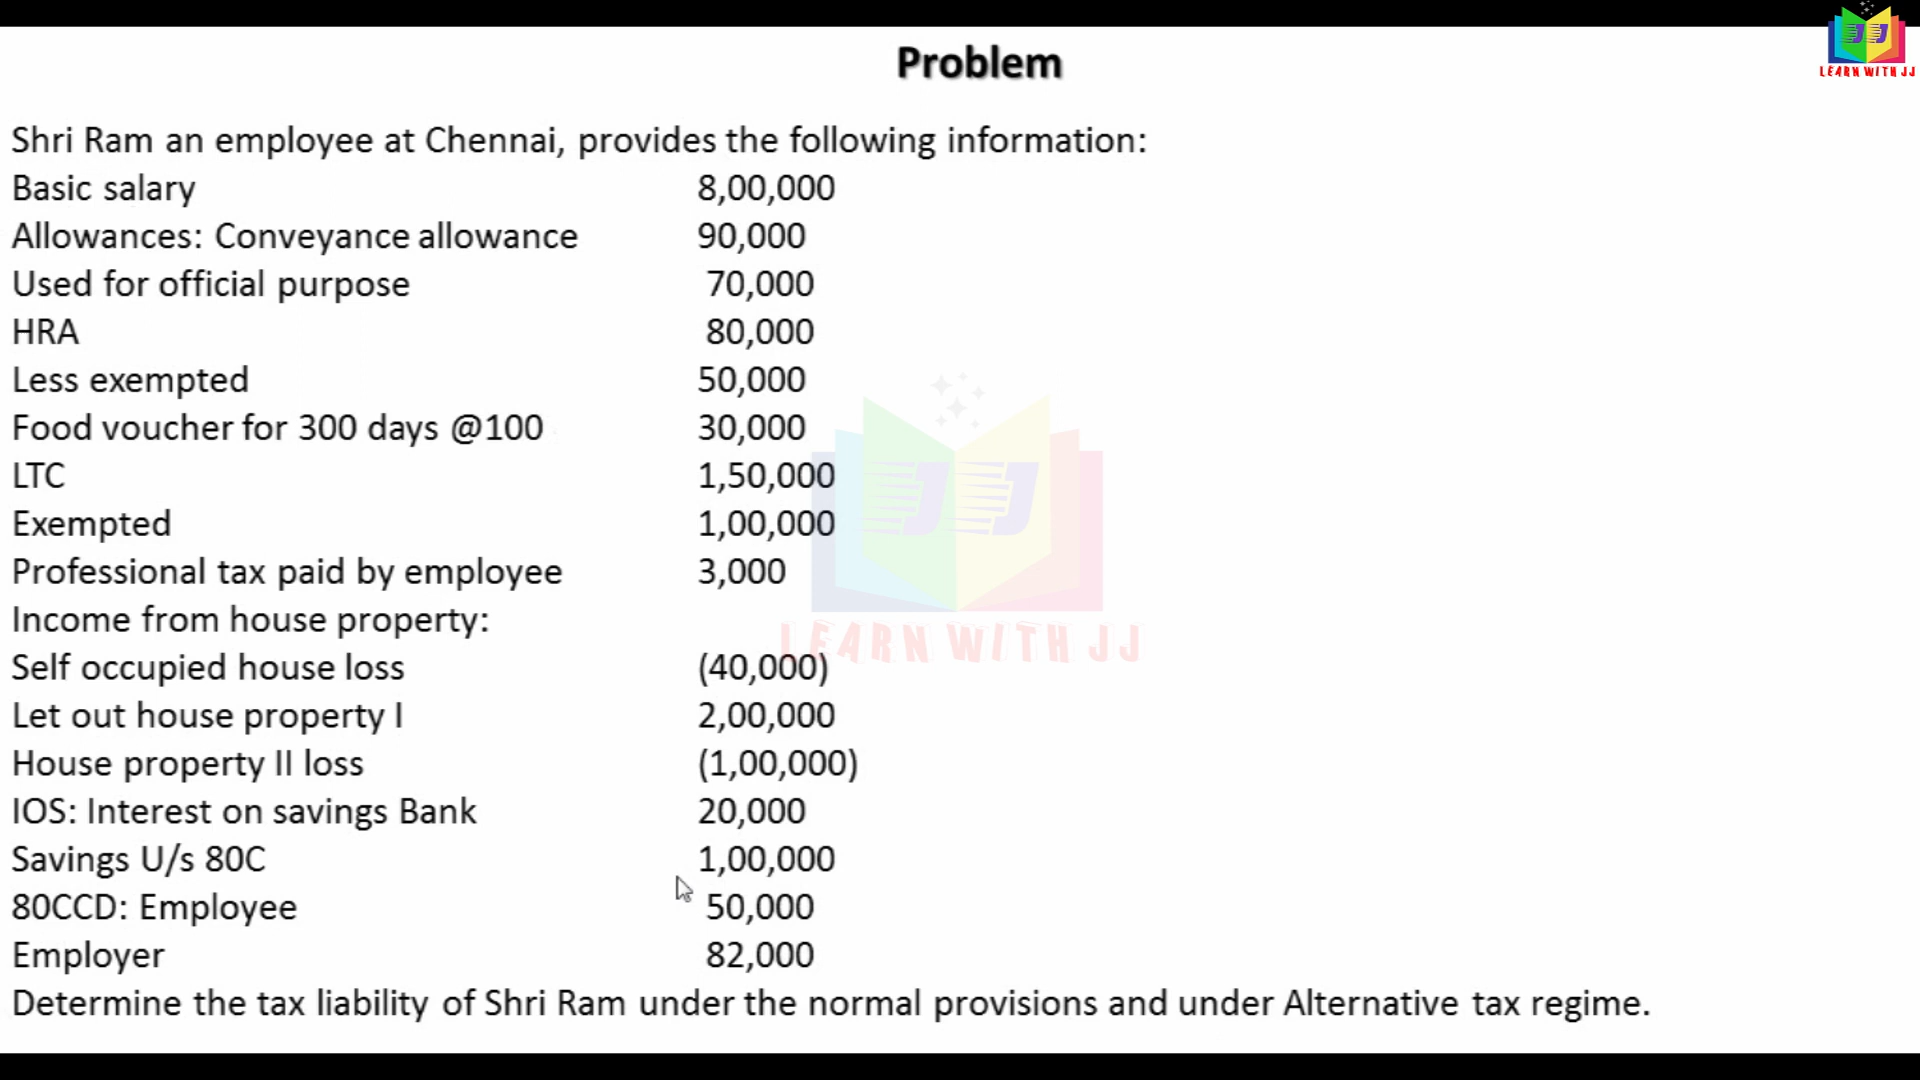 LEARN WITH JJ
Problem
Shri Ram an employee at Chennai, provides the following information:
Basic salary 8,00,000
Allowances: Conveyance allowance 90,000
Used for official purpose 70,000
HRA 80,000
Less exempted 50,000
Food voucher for 300 days @100 30,000
LTC 1,50,000
Exempted 1,00,000
Professional tax paid by employee 3,000
Income from house property:
Self occupied house loss (40,000)
Let out house property I 2,00,000
House property II loss (1,00,000)
IOS: Interest on savings Bank 20,000
Savings U/s 80C 1,00,000
80CCD: Employee 50,000
Employer 82,000
Determine the tax liability of Shri Ram under the normal provisions and under Alternative tax regime.
JJ
LEARN WITH JJ